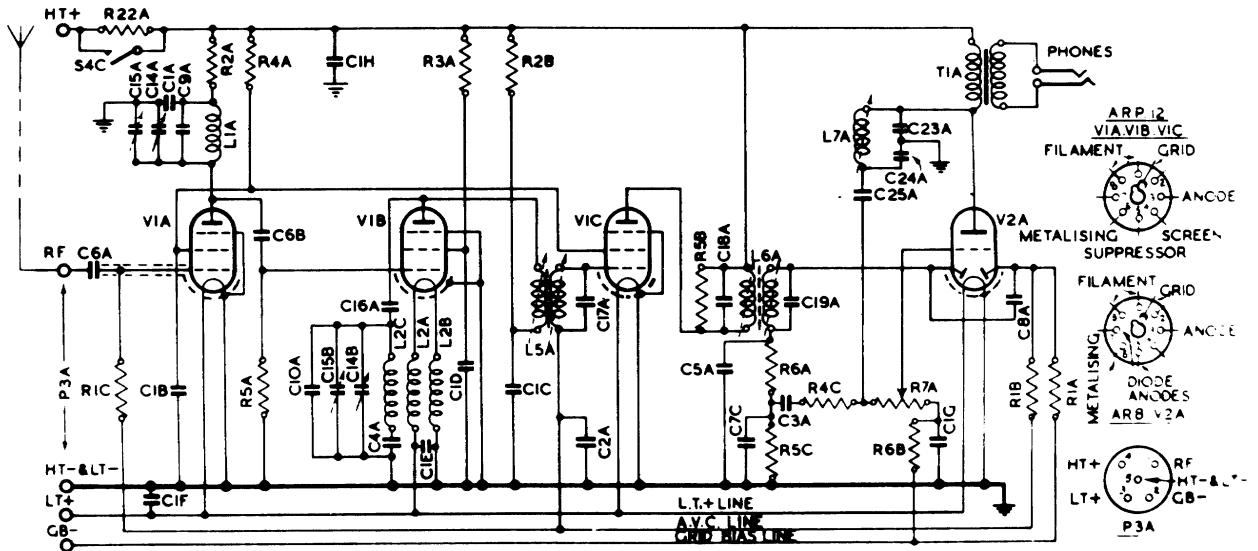 HT+
R22A
S4C
C15A
C14A
C1A
C9A
R2A
R4A
L1A
C1H
R3A
R2B
T1A
PHONES
L7A
C23A
C24A
C25A
ARP.12
V1A.V1B.V1C
FILAMENT
GRID
ANODE
METALISING
SCREEN
SUPPRESSOR
RF
C6A
V1A
C6B
V1B
V1C
R5B
C18A
L6A
C19A
V2A
C8A
C16A
L2C
L2A
L2B
L5A
C17A
FILAMENT
GRID
ANODE
METALISING
DIODE
ANODES
AR8 V2A
P3A
R1C
C1B
R5A
C10A
C15B
C14B
C4A
C1E
C1D
C1C
C2A
C5A
R6A
C3A
R4C
R7A
C7C
R5C
R6B
C1G
R1B
R1A
HT-&LT-
LT+
GB-
C1F
L.T.+ LINE
A.V.C. LINE
GRID BIAS LINE
HT+
RF
HT-&LT-
LT+
GB-
P3A